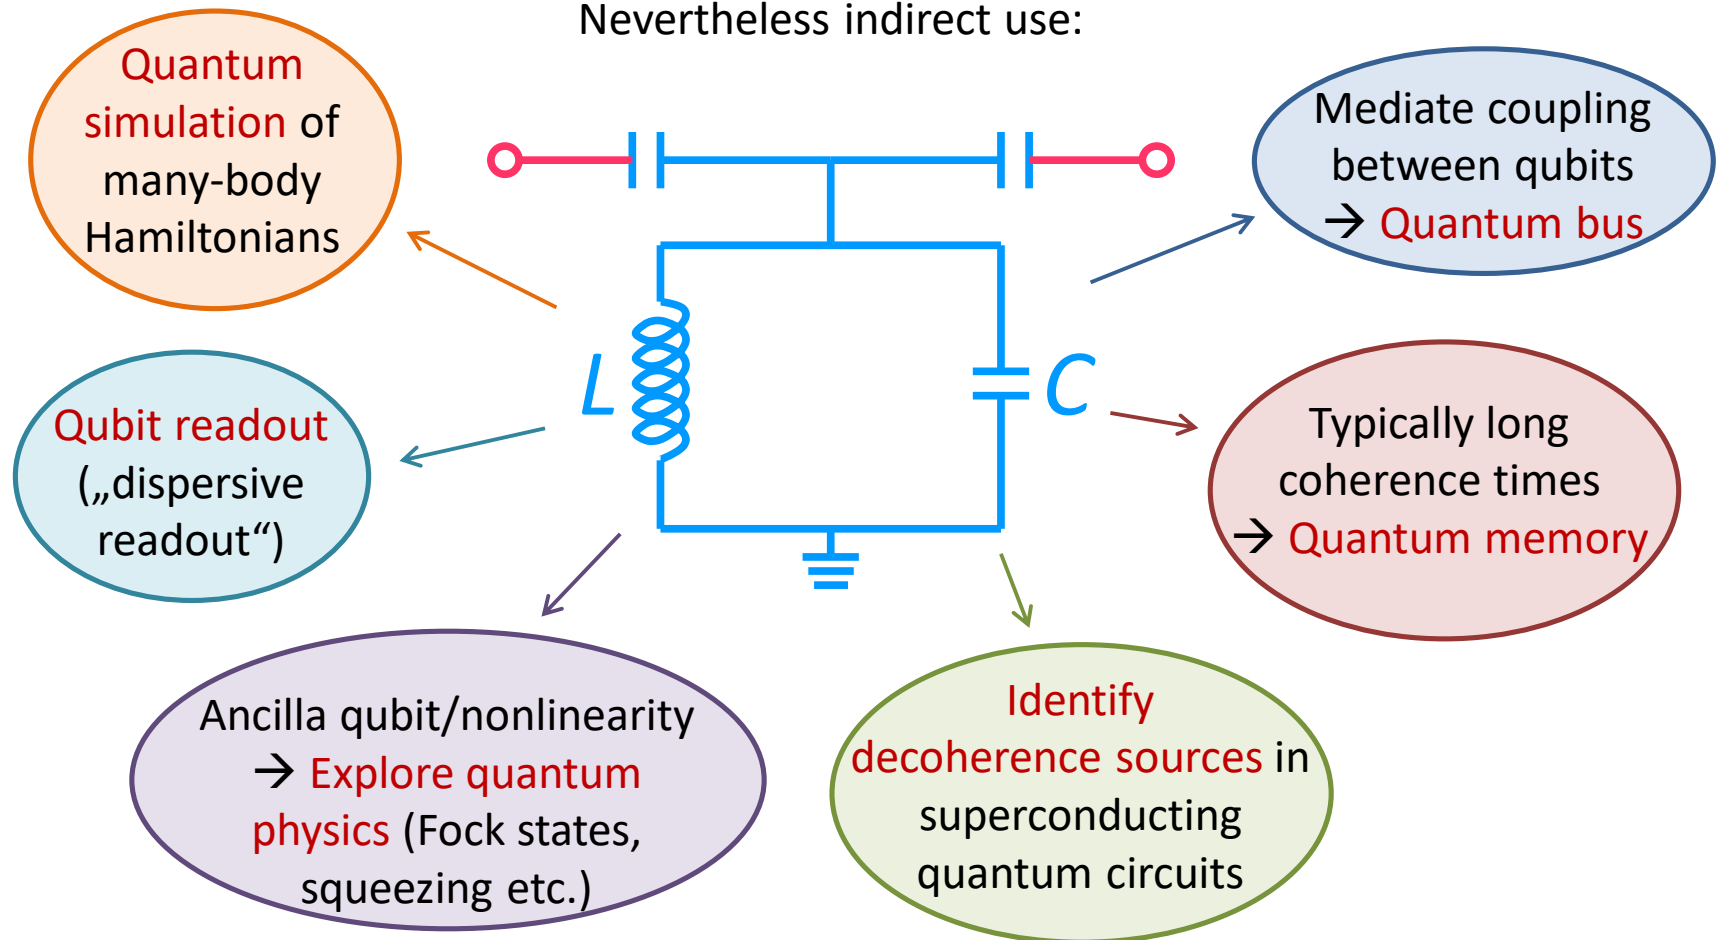 Nevertheless indirect use:
Quantum
simulation of
many-body
Hamiltonians
Mediate coupling
between qubits
→ Quantum bus
L
C
Qubit readout
(„dispersive
readout“)
Typically long
coherence times
→ Quantum memory
Ancilla qubit/nonlinearity
→ Explore quantum
physics (Fock states,
squeezing etc.)
Identify
decoherence sources in
superconducting
quantum circuits